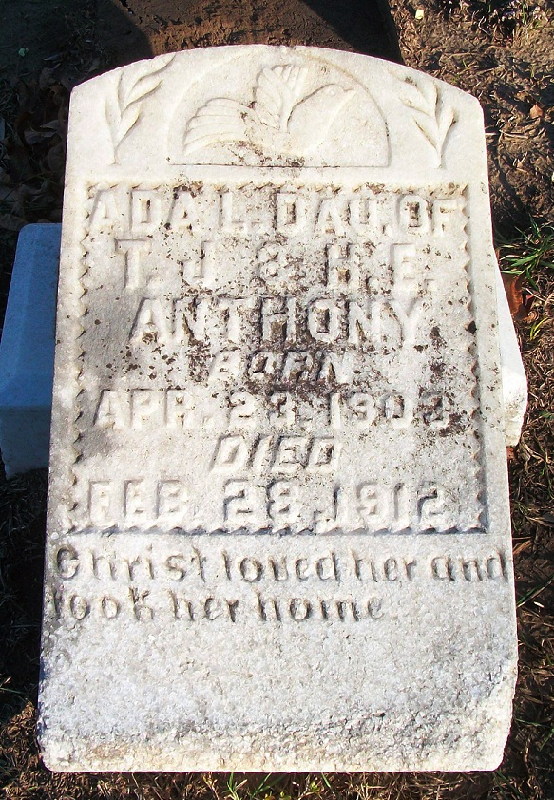 ADA L. DAU. OF
T. J. & H. E.
ANTHONY
BORN
APR. 23. 1903
DIED
FEB. 28. 1912
Christ loved her and
took her home